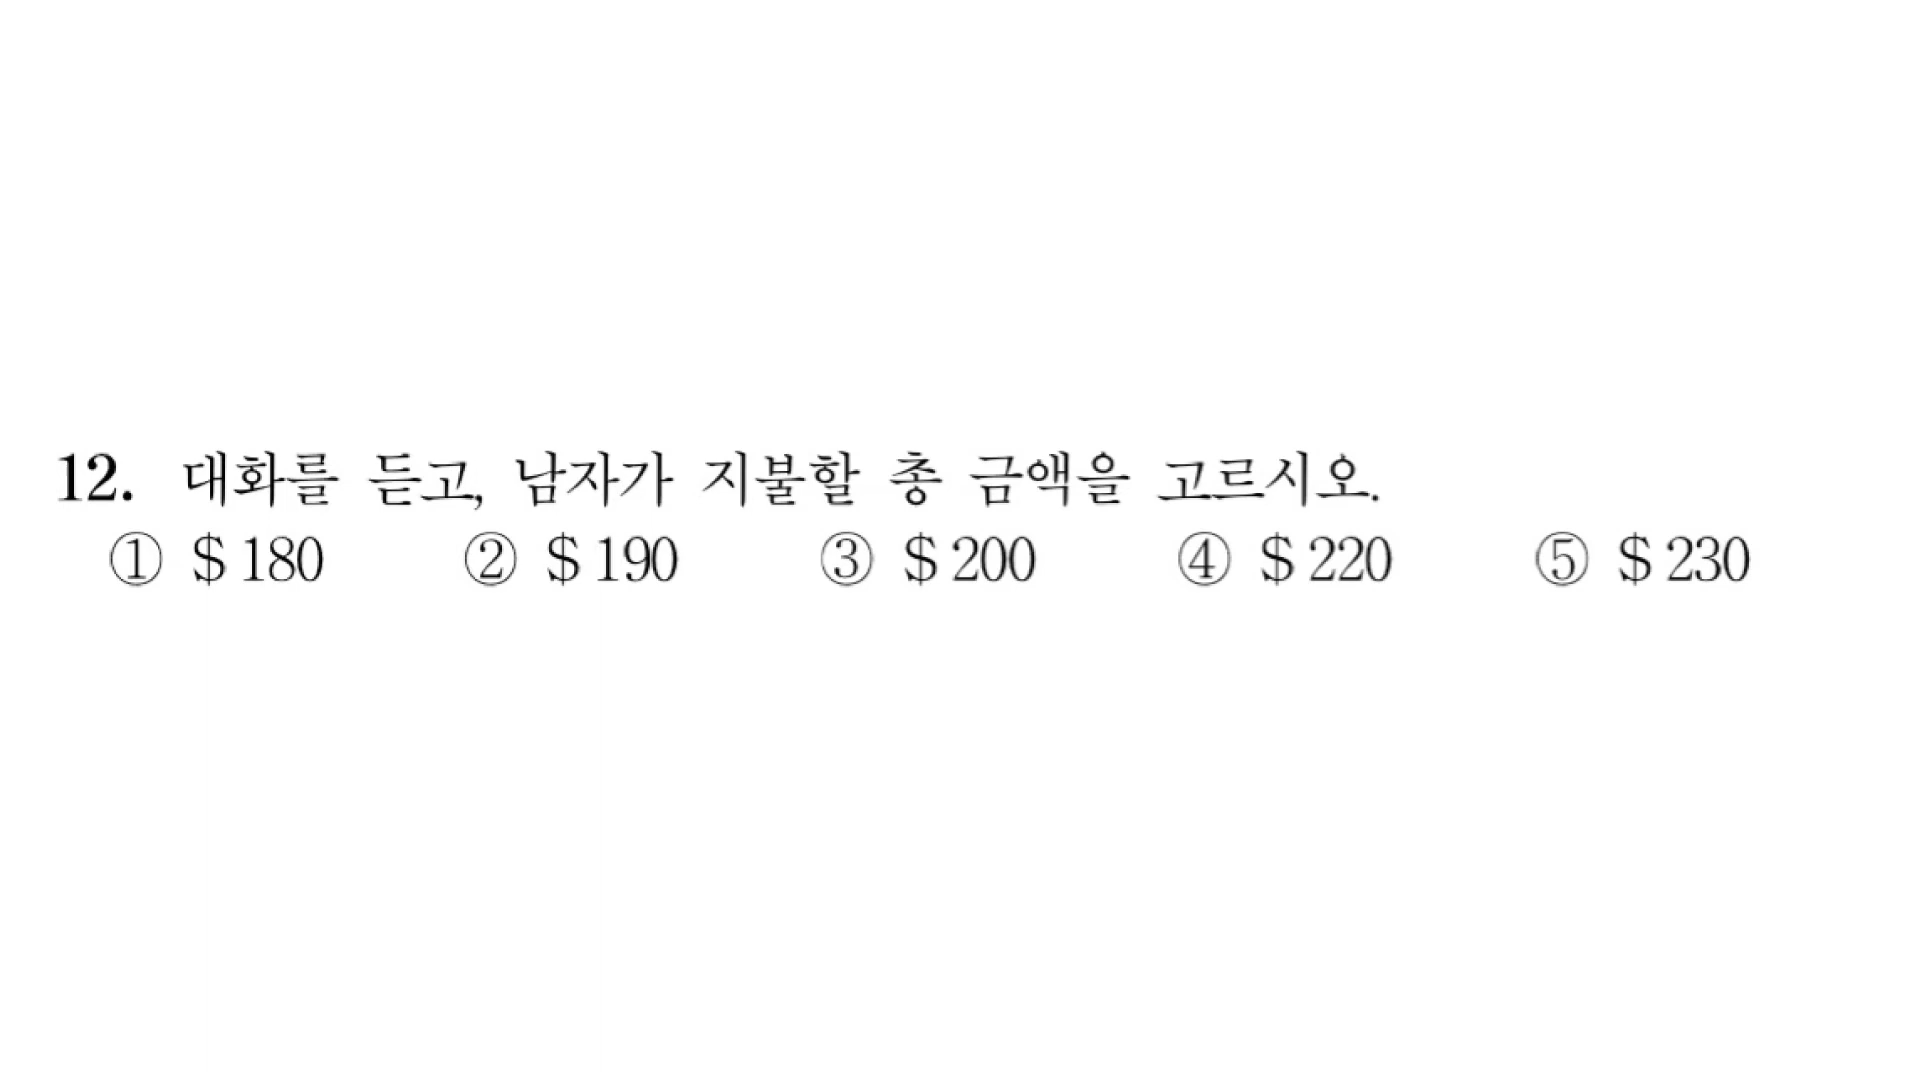 12. 대화를 듣고, 남자가 지불할 총 금액을 고르시오.
① $180 ② $190 ③ $200 ④ $220 ⑤ $230